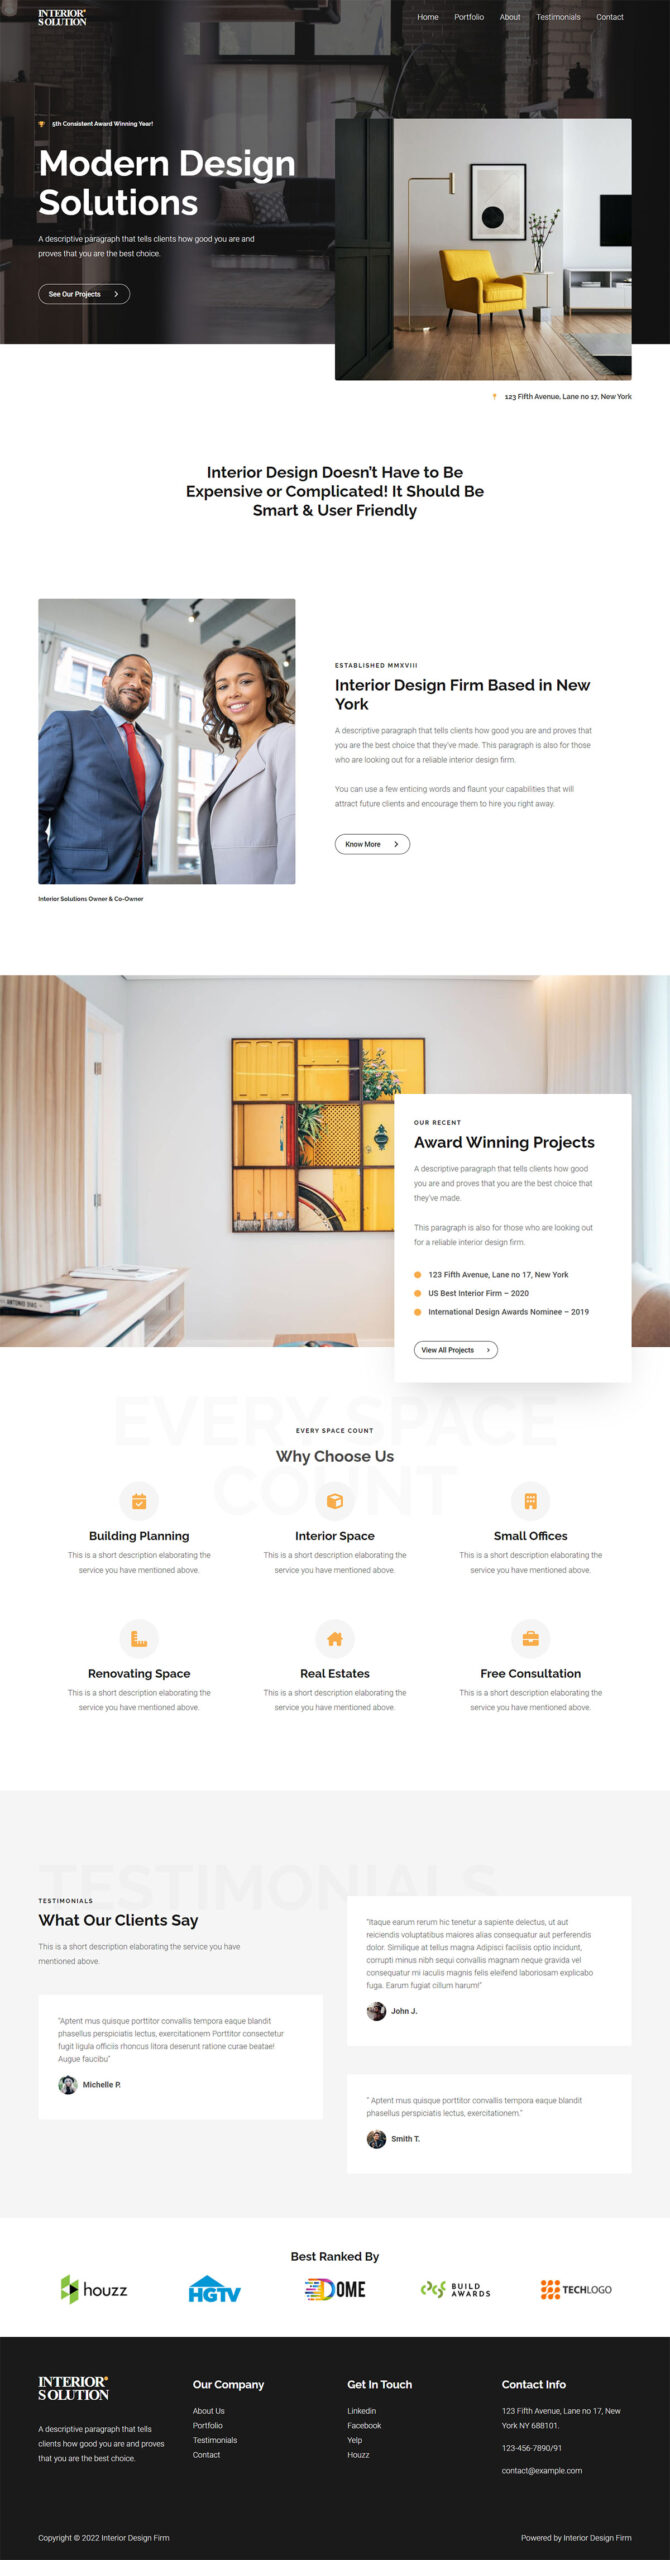 INTERIOR
SOLUTION
Home Portfolio About Testimonials Contact
5th Consistent Award Winning Year!
Modern Design
Solutions
A descriptive paragraph that tells clients how good you are and
proves that you are the best choice.
See Our Projects
123 Fifth Avenue, Lane no 17, New York
Interior Design Doesn't Have to Be
Expensive or Complicated! It Should Be
Smart & User Friendly
ESTABLISHED MMXVIII
Interior Design Firm Based in New
York
A descriptive paragraph that tells clients how good you are and proves that
you are the best choice that they've made. This paragraph is also for those
who are looking out for a reliable interior design firm.
You can use a few enticing words and flaunt your capabilities that will
attract future clients and encourage them to hire you right away.
Know More
Interior Solutions Owner & Co-Owner
OUR RECENT
Award Winning Projects
A descriptive paragraph that tells clients how good
you are and proves that you are the best choice that
they've made.
This paragraph is also for those who are looking out
for a reliable interior design firm.
123 Fifth Avenue, Lane no 17, New York
US Best Interior Firm – 2020
International Design Awards Nominee – 2019
View All Projects
ANTONIO DIAS
EVERY SPACE
COUNT
EVERY SPACE COUNT
Why Choose Us
Building Planning
This is a short description elaborating the
service you have mentioned above.
Interior Space
This is a short description elaborating the
service you have mentioned above.
Small Offices
This is a short description elaborating the
service you have mentioned above.
Renovating Space
This is a short description elaborating the
service you have mentioned above.
Real Estates
This is a short description elaborating the
service you have mentioned above.
Free Consultation
This is a short description elaborating the
service you have mentioned above.
TESTIMONIALS
TESTIMONIALS
What Our Clients Say
This is a short description elaborating the service you have
mentioned above.
"Aptent mus quisque porttitor convallis tempora eaque blandit
phasellus perspiciatis lectus, exercitationem Porttitor consectetur
fugit ligula officiis rhoncus litora deserunt ratione curae beatae!
Augue faucibu"
Michelle P.
"Itaque earum rerum hic tenetur a sapiente delectus, ut aut
reiciendis voluptatibus maiores alias consequatur aut perferendis
dolor. Similique at tellus magna Adipisci facilisis optio incidunt,
corrupti minus nibh sequi convallis magnam neque gravida vel
consequatur mi iaculis magnis felis eleifend laboriosam explicabo
fuga. Earum fugiat cillum harum!"
John J.
" Aptent mus quisque porttitor convallis tempora eaque blandit
phasellus perspiciatis lectus, exercitationem."
Smith T.
Best Ranked By
houzz
HGTV
DOME
BUILD
AWARDS
TECHLOGO
INTERIOR
SOLUTION
A descriptive paragraph that tells
clients how good you are and proves
that you are the best choice.
Our Company
About Us
Portfolio
Testimonials
Contact
Get In Touch
Linkedin
Facebook
Yelp
Houzz
Contact Info
123 Fifth Avenue, Lane no 17, New
York NY 688101.
123-456-7890/91
contact@example.com
Copyright © 2022 Interior Design Firm
Powered by Interior Design Firm